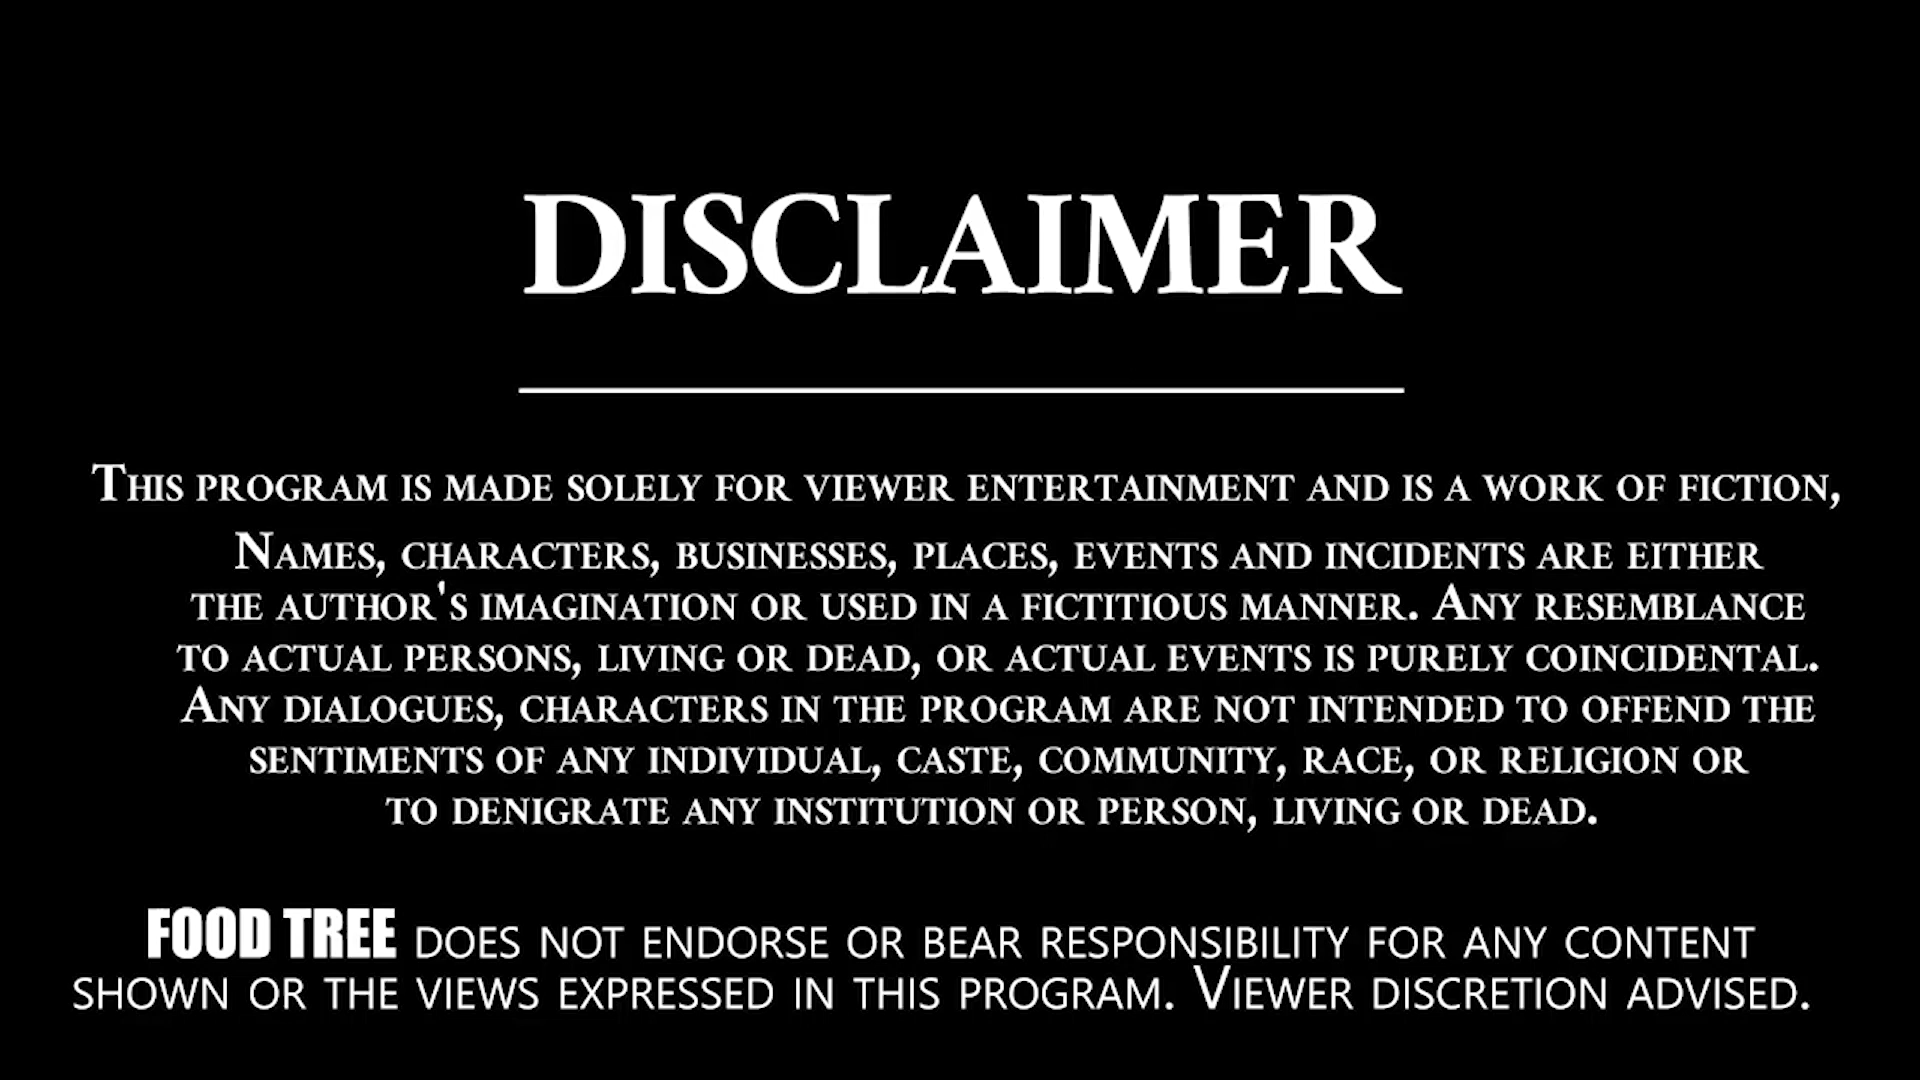 DISCLAIMER
This program is made solely for viewer entertainment and is a work of fiction,
Names, characters, businesses, places, events and incidents are either
the author's imagination or used in a fictitious manner. Any resemblance
to actual persons, living or dead, or actual events is purely coincidental.
Any dialogues, characters in the program are not intended to offend the
sentiments of any individual, caste, community, race, or religion or
to denigrate any institution or person, living or dead.
FOOD TREE does not endorse or bear responsibility for any content
shown or the views expressed in this program. Viewer discretion advised.